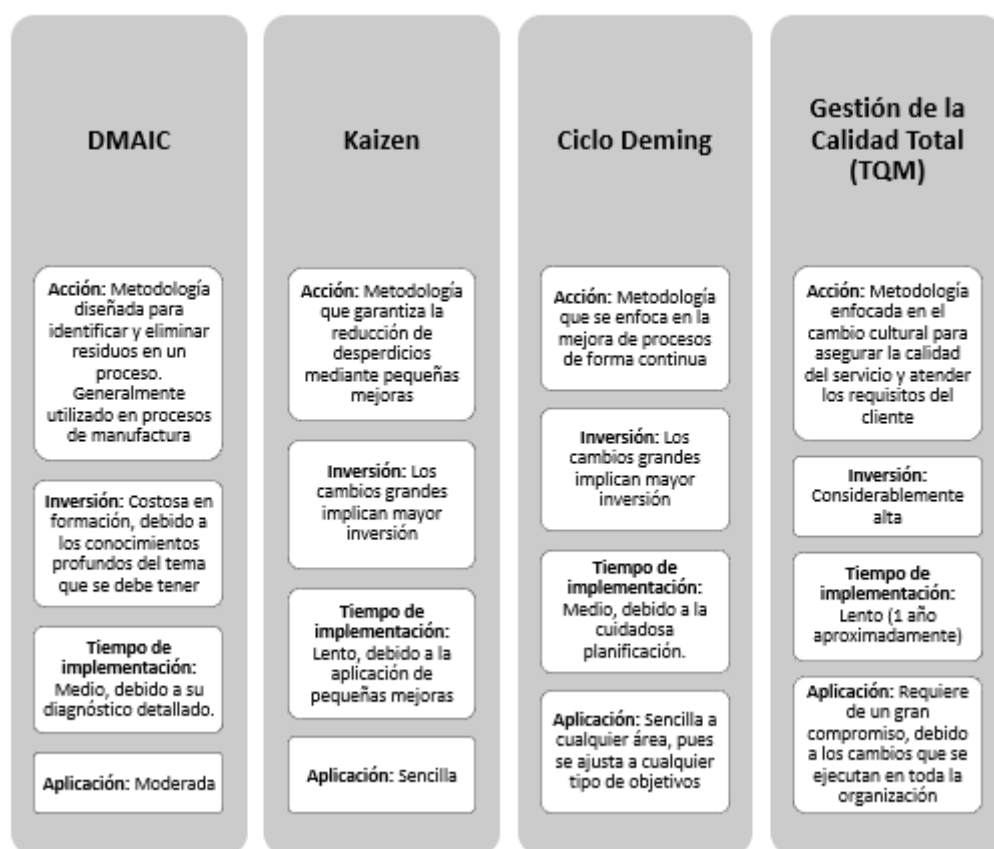 DMAIC
Acción: Metodología
diseñada para
identificar y eliminar
residuos en un
proceso.
Generalmente
utilizado en procesos
de manufactura
Inversión: Costosa en
formación, debido a
los conocimientos
profundos del tema
que se debe tener
Tiempo de
implementación:
Medio, debido a su
diagnóstico detallado.
Aplicación: Moderada
Kaizen
Acción: Metodología
que garantiza la
reducción de
desperdicios
mediante pequeñas
mejoras
Inversión: Los
cambios grandes
implican mayor
inversión
Tiempo de
implementación:
Lento, debido a la
aplicación de
pequeñas mejoras
Aplicación: Sencilla
Ciclo Deming
Acción: Metodología
que se enfoca en la
mejora de procesos
de forma continua
Inversión: Los
cambios grandes
implican mayor
inversión
Tiempo de
implementación:
Medio, debido a la
cuidadosa
planificación.
Aplicación: Sencilla a
cualquier área, pues
se ajusta a cualquier
tipo de objetivos
Gestión de la
Calidad Total
(TQM)
Acción: Metodología
enfocada en el
cambio cultural para
asegurar la calidad
del servicio y atender
los requisitos del
cliente
Inversión:
Considerablemente
alta
Tiempo de
implementación:
Lento (1 año
aproximadamente)
Aplicación: Requiere
de un gran
compromiso, debido
a los cambios que se
ejecutan en toda la
organización